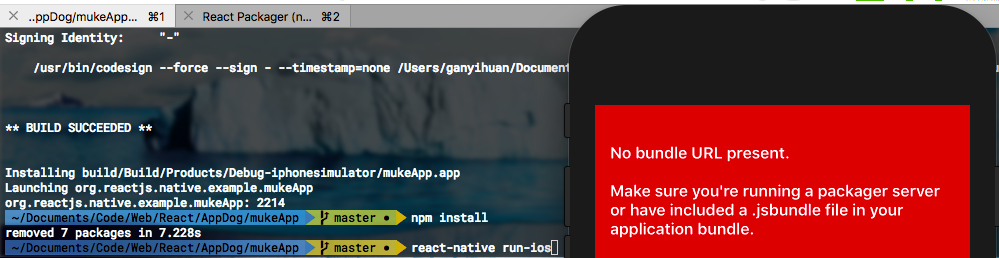 ..ppDog/mukeApp... ⌘1
React Packager (n... ⌘2
Signing Identity: "-"
/usr/bin/codesign --force --sign - --timestamp=none /Users/ganyihuan/Document
** BUILD SUCCEEDED **
Installing build/Build/Products/Debug-iphonesimulator/mukeApp.app
Launching org.reactjs.native.example.mukeApp
org.reactjs.native.example.mukeApp: 2214
~/Documents/Code/Web/React/AppDog/mukeApp master ● npm install
removed 7 packages in 7.228s
~/Documents/Code/Web/React/AppDog/mukeApp master ● react-native run-ios
No bundle URL present.
Make sure you're running a packager server
or have included a .jsbundle file in your
application bundle.